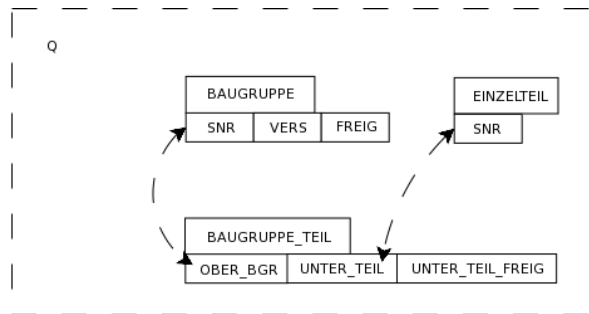 Q
BAUGRUPPE
EINZELTEIL
SNR VERS FREIG
SNR
BAUGRUPPE_TEIL
OBER_BGR UNTER_TEIL UNTER_TEIL_FREIG